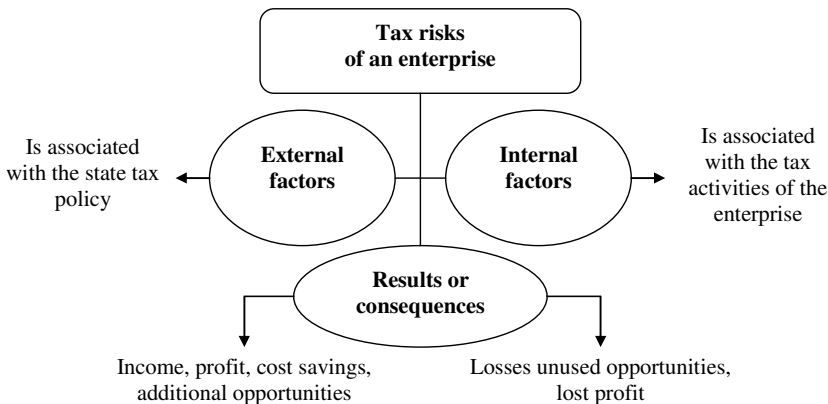 Tax risks
of an enterprise
Is associated
with the state tax
policy
External
factors
Internal
factors
Is associated
with the tax
activities of the
enterprise
Results or
consequences
Income, profit, cost savings,
additional opportunities
Losses unused opportunities,
lost profit